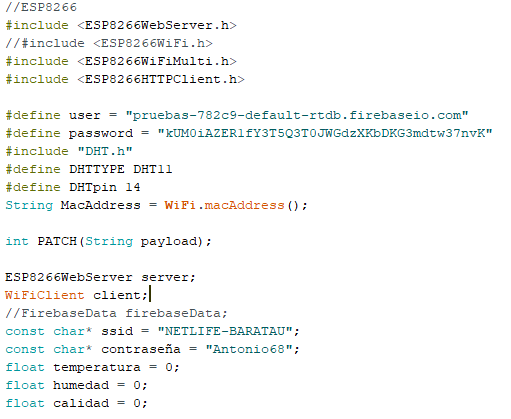 //ESP8266
#include <ESP8266WebServer.h>
//#include <ESP8266WiFi.h>
#include <ESP8266WiFiMulti.h>
#include <ESP8266HTTPClient.h>
#define user = "pruebas-782c9-default-rtdb.firebaseio.com"
#define password = "kUM0iAZER1fY3T5Q3T0JWGdzXKbDKG3mdtw37nvK"
#include "DHT.h"
#define DHTTYPE DHT11
#define DHTpin 14
String MacAddress = WiFi.macAddress();
int PATCH(String payload);
ESP8266WebServer server;
WiFiClient client;
//FirebaseData firebaseData;
const char* ssid = "NETLIFE-BARATAU";
const char* contraseña = "Antonio68";
float temperatura = 0;
float humedad = 0;
float calidad = 0;